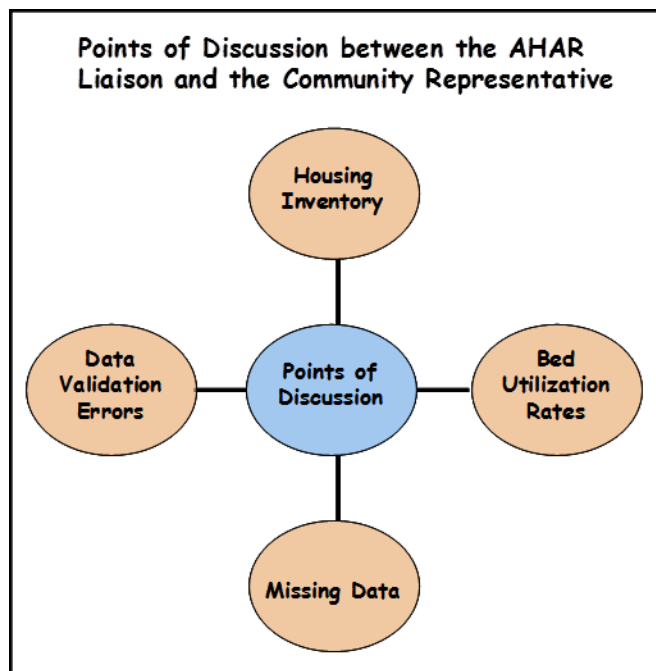 Points of Discussion between the AHAR
Liaison and the Community Representative
Housing
Inventory
Data
Validation
Errors
Points of
Discussion
Bed
Utilization
Rates
Missing Data